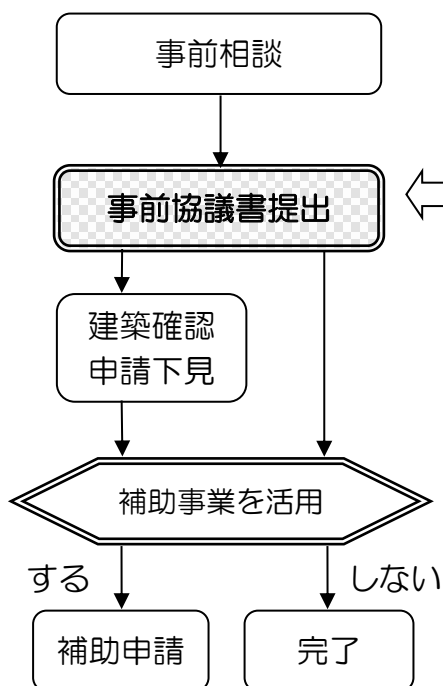 事前相談
事前協議書提出
建築確認
申請下見
補助事業を活用
する
しない
補助申請
完了